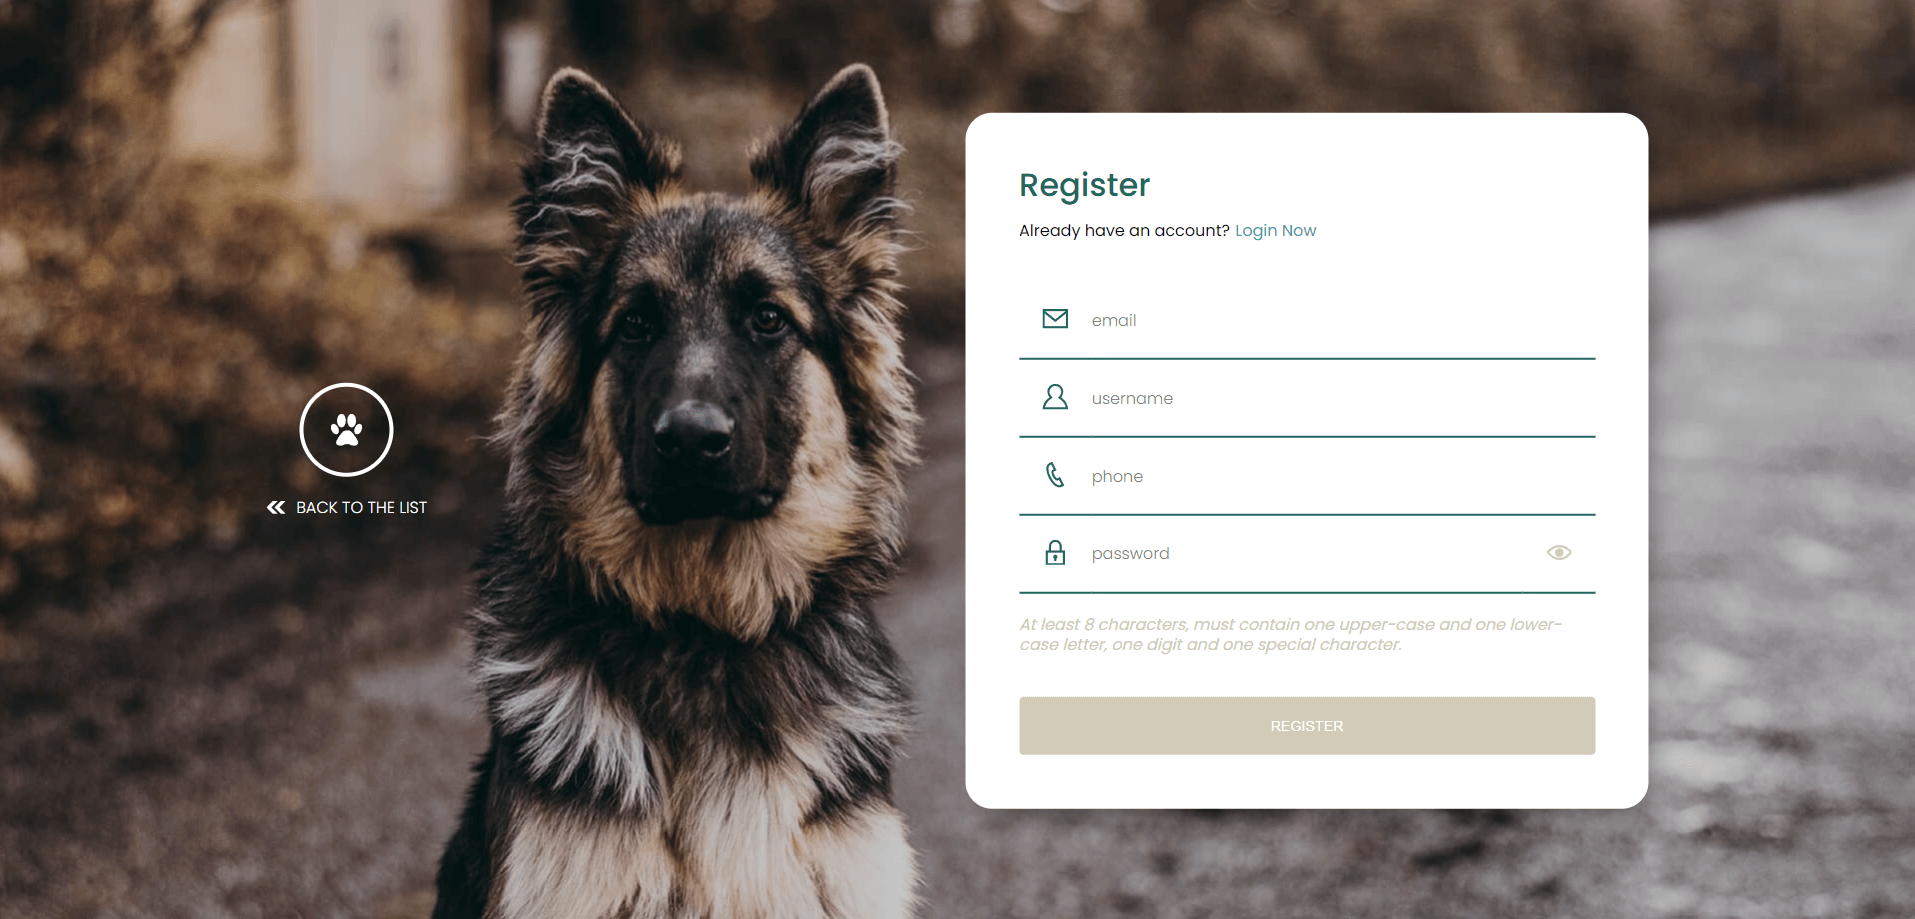 Register
Already have an account? Login Now
email
username
phone
password
At least 8 characters, must contain one upper-case and one lower-
case letter, one digit and one special character.
REGISTER
BACK TO THE LIST